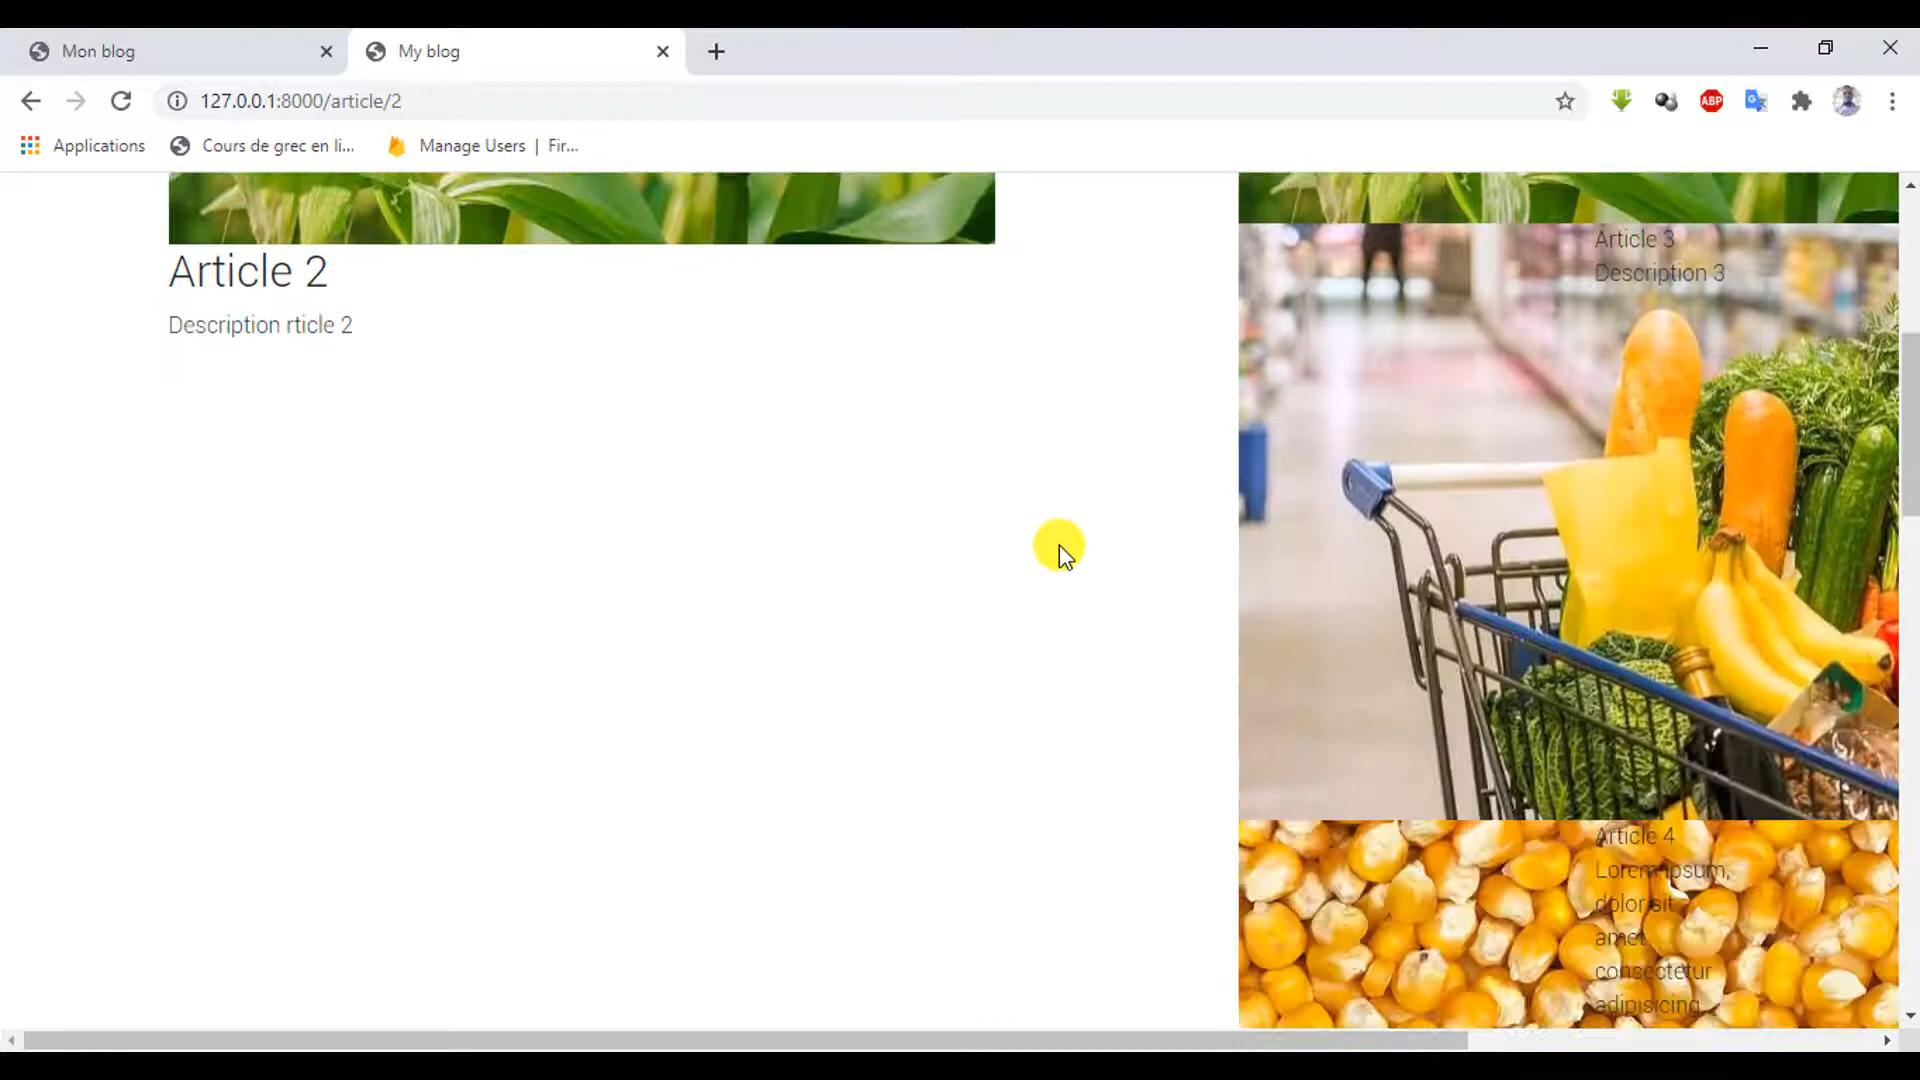 Mon blog
My blog
127.0.0.1:8000/article/2
ABP
Applications
Cours de grec en li...
Manage Users | Fir...
Article 2
Description rticle 2
Article 3
Description 3
Article 4
Lorem ipsum,
dolor sit
amet
consectetur
adipisicing